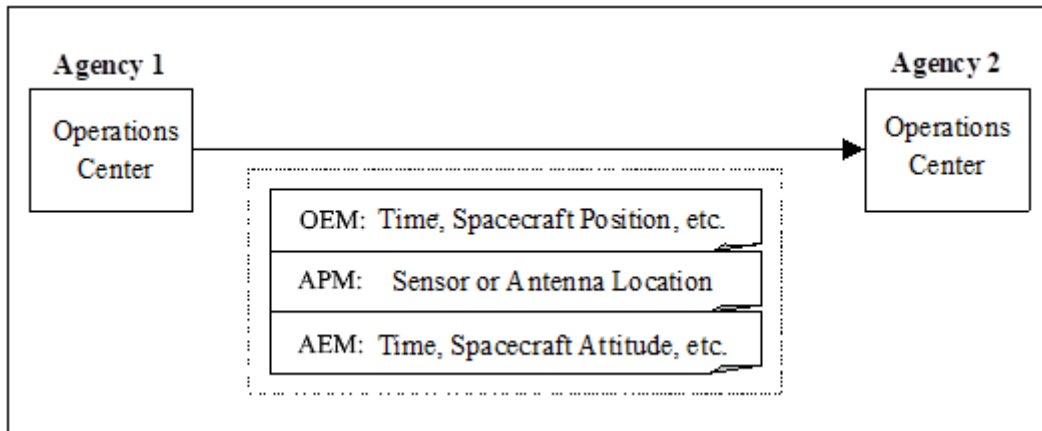 Agency 1
Operations
Center
Agency 2
Operations
Center
OEM: Time, Spacecraft Position, etc.
APM: Sensor or Antenna Location
AEM: Time, Spacecraft Attitude, etc.